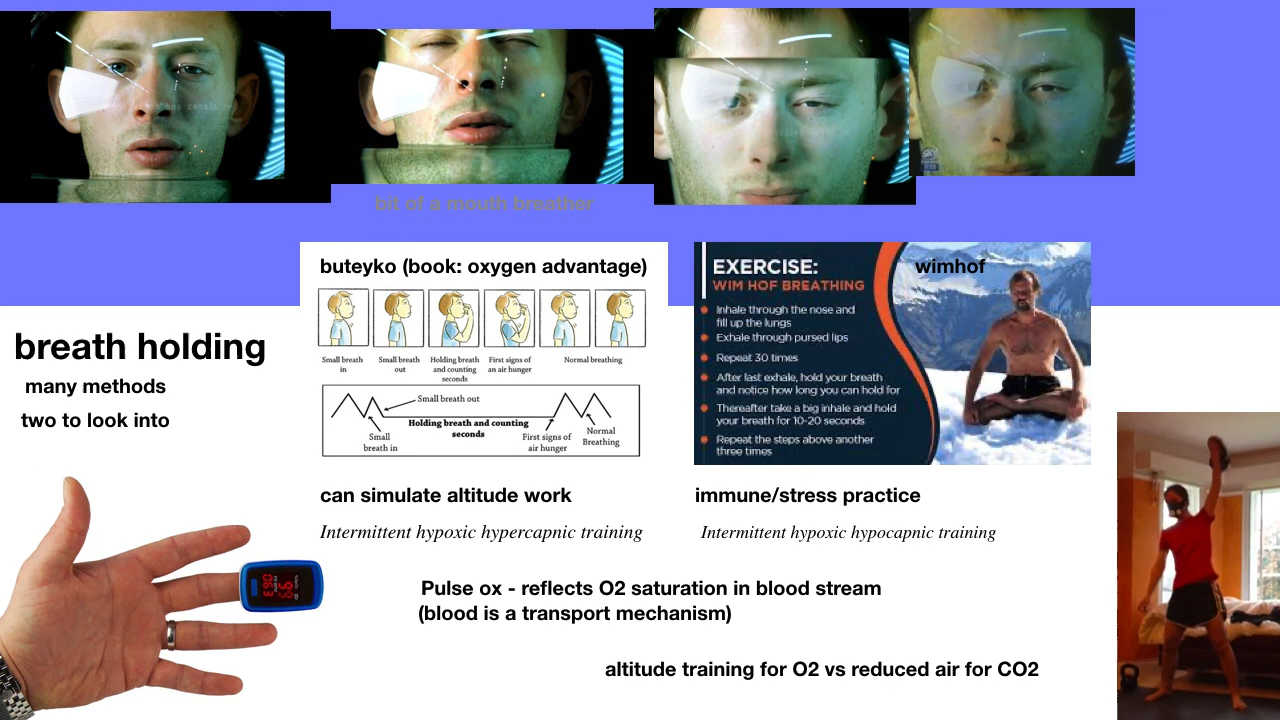 bit of a mouth breather
buteyko (book: oxygen advantage)
Small breath
in
Small breath
out
Holding breath
and counting
seconds
First signs of
an air hunger
Normal breathing
Small breath out
Holding breath and counting
seconds
Small
breath in
First signs of
air hunger
Normal
Breathing
EXERCISE:
WIM HOF BREATHING
wimhof
Inhale through the nose and
fill up the lungs
Exhale through pursed lips
Repeat 30 times
After last exhale, hold your breath
and notice how long you can hold for
Thereafter take a big inhale and hold
your breath for 10-20 seconds
Repeat the steps above another
three times
breath holding
many methods
two to look into
can simulate altitude work
Intermittent hypoxic hypercapnic training
immune/stress practice
Intermittent hypoxic hypocapnic training
Pulse ox - reflects O2 saturation in blood stream
(blood is a transport mechanism)
altitude training for O2 vs reduced air for CO2